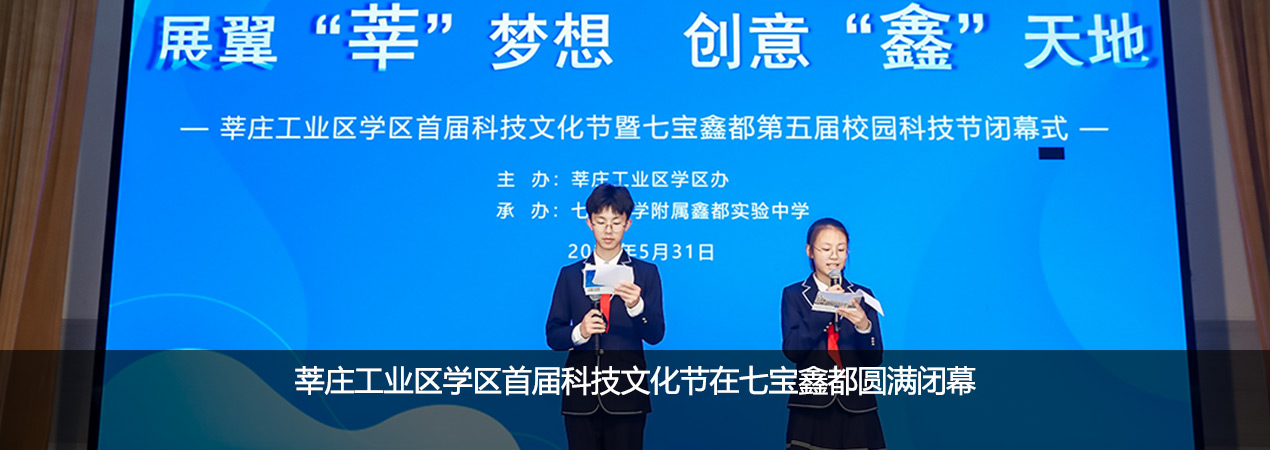 展翼“莘”梦想 创意“鑫”天地
— 莘庄工业区学区首届科技文化节暨七宝鑫都第五届校园科技节闭幕式 —
主 办：莘庄工业区学区办
承 办：七 学附属鑫都实验中学
20 年5月31日
莘庄工业区学区首届科技文化节在七宝鑫都圆满闭幕